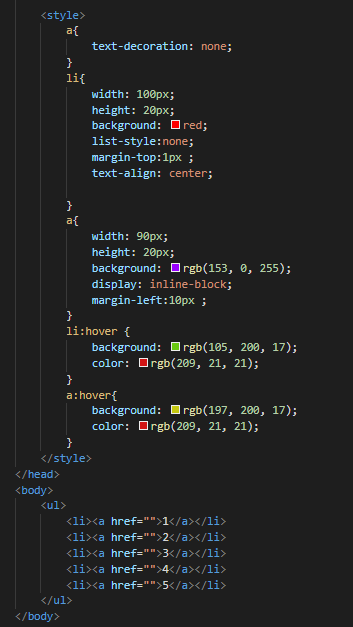 <style>
a{
text-decoration: none;
}
li{
width: 100px;
height: 20px;
background: red;
list-style:none;
margin-top:1px ;
text-align: center;
}
a{
width: 90px;
height: 20px;
background: rgb(153, 0, 255);
display: inline-block;
margin-left:10px ;
}
li:hover {
background: rgb(105, 200, 17);
color: rgb(209, 21, 21);
}
a:hover{
background: rgb(197, 200, 17);
color: rgb(209, 21, 21);
}
</style>
</head>
<body>
<ul>
<li><a href="">1</a></li>
<li><a href="">2</a></li>
<li><a href="">3</a></li>
<li><a href="">4</a></li>
<li><a href="">5</a></li>
</ul>
</body>